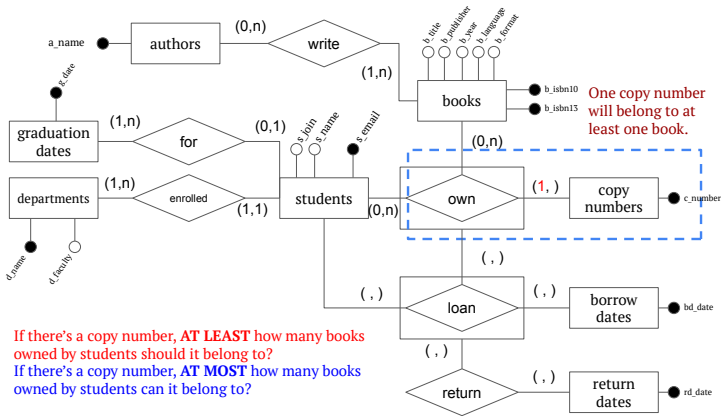 a_name
authors
(0,n)
write
(1,n)
b_title
b_publisher
b_year
b_language
b_format
books
b_isbn10
b_isbn13
One copy number
will belong to at
least one book.
g_date
graduation
dates
(1,n)
for
(0,1)
s_join
s_name
s_email
(0,n)
departments
(1,n)
enrolled
(1,1)
students
(0,n)
own
(1, )
copy
numbers
c_number
d_name
d_faculty
( , )
( , )
loan
( , )
borrow
dates
bd_date
( , )
return
( , )
return
dates
rd_date
If there's a copy number, AT LEAST how many books
owned by students should it belong to?
If there's a copy number, AT MOST how many books
owned by students can it belong to?